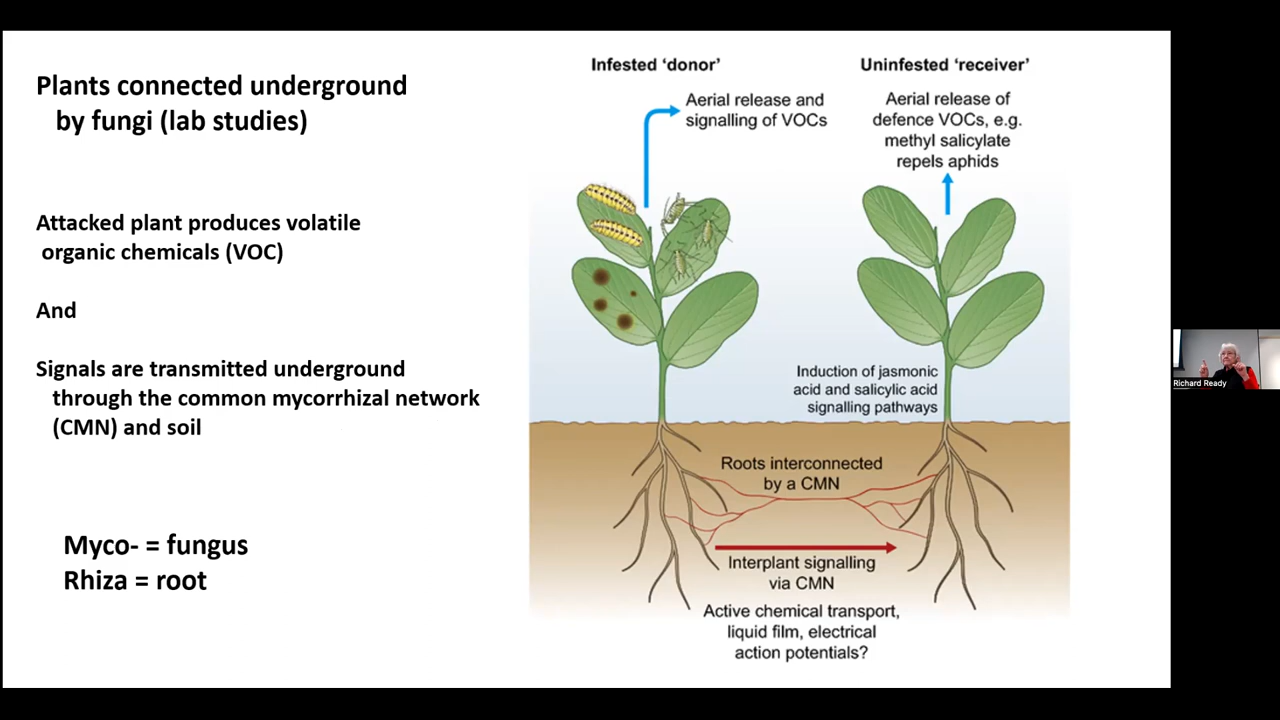 Plants connected underground
by fungi (lab studies)
Attacked plant produces volatile
organic chemicals (VOC)
And
Signals are transmitted underground
through the common mycorrhizal network
(CMN) and soil
Myco- = fungus
Rhiza = root
Infested ‘donor’
Aerial release and
signalling of VOCs
Uninfested ‘receiver’
Aerial release of
defence VOCs, e.g.
methyl salicylate
repels aphids
Induction of jasmonic
acid and salicylic acid
signalling pathways
Roots interconnected
by a CMN
Interplant signalling
via CMN
Active chemical transport,
liquid film, electrical
action potentials?
Richard Ready